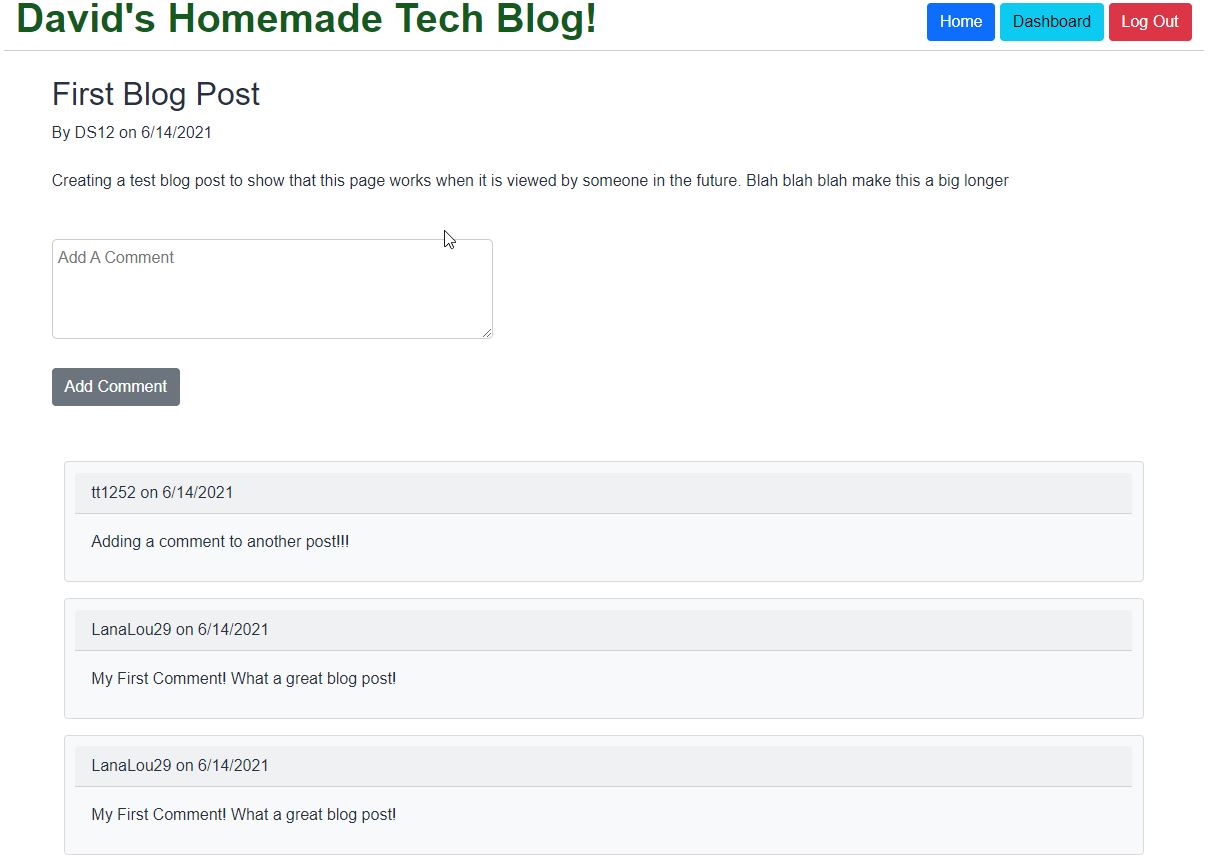 David's Homemade Tech Blog!
Home
Dashboard
Log Out
First Blog Post
By DS12 on 6/14/2021
Creating a test blog post to show that this page works when it is viewed by someone in the future. Blah blah blah make this a big longer
Add A Comment
Add Comment
tt1252 on 6/14/2021
Adding a comment to another post!!!
LanaLou29 on 6/14/2021
My First Comment! What a great blog post!
LanaLou29 on 6/14/2021
My First Comment! What a great blog post!